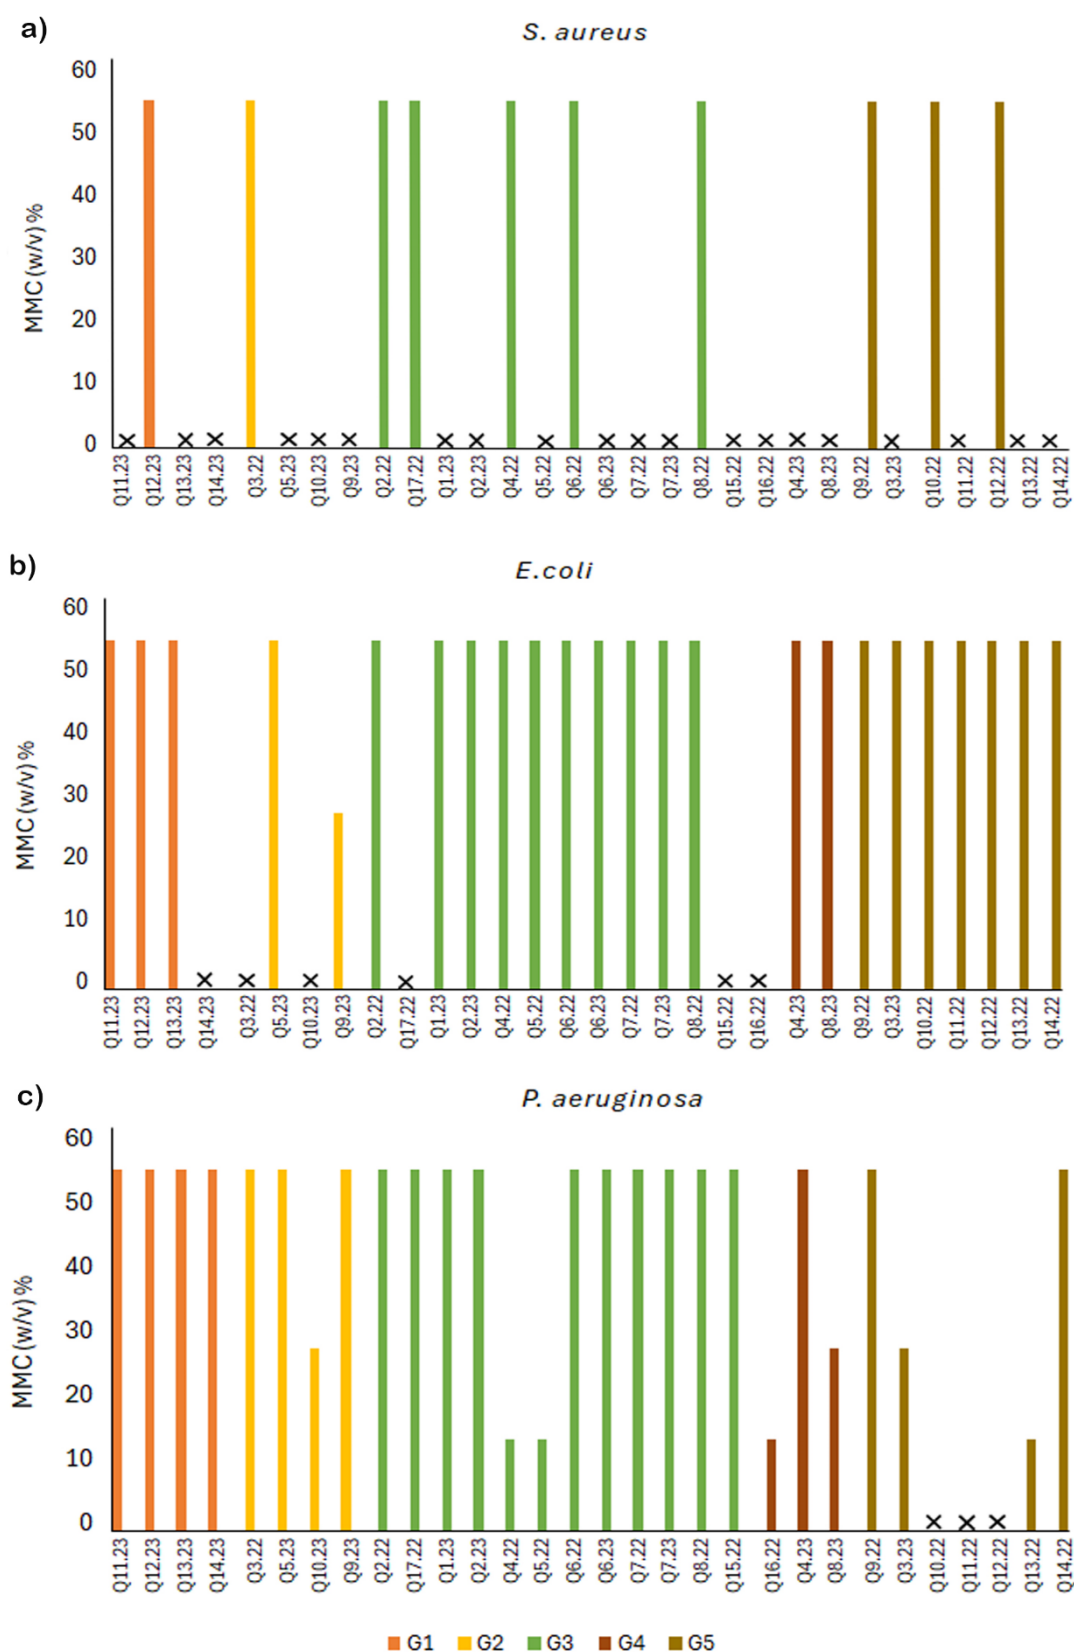 a)
S. aureus
MMC (w/v) %
60
50
40
30
20
10
0
Q11.23 Q12.23 Q13.23 Q14.23 Q3.22 Q5.23 Q10.23 Q9.23 Q2.22 Q17.22 Q1.23 Q2.23 Q4.22 Q5.22 Q6.22 Q6.23 Q7.22 Q7.23 Q8.22 Q15.22 Q16.22 Q4.23 Q8.23 Q9.22 Q3.23 Q10.22 Q11.22 Q12.22 Q13.22 Q14.22
b)
E.coli
MMC (w/v) %
60
50
40
30
20
10
0
Q11.23 Q12.23 Q13.23 Q14.23 Q3.22 Q5.23 Q10.23 Q9.23 Q2.22 Q17.22 Q1.23 Q2.23 Q4.22 Q5.22 Q6.22 Q6.23 Q7.22 Q7.23 Q8.22 Q15.22 Q16.22 Q4.23 Q8.23 Q9.22 Q3.23 Q10.22 Q11.22 Q12.22 Q13.22 Q14.22
c)
P. aeruginosa
MMC (w/v) %
60
50
40
30
20
10
0
Q11.23 Q12.23 Q13.23 Q14.23 Q3.22 Q5.23 Q10.23 Q9.23 Q2.22 Q17.22 Q1.23 Q2.23 Q4.22 Q5.22 Q6.22 Q6.23 Q7.22 Q7.23 Q8.22 Q15.22 Q16.22 Q4.23 Q8.23 Q9.22 Q3.23 Q10.22 Q11.22 Q12.22 Q13.22 Q14.22
G1 G2 G3 G4 G5